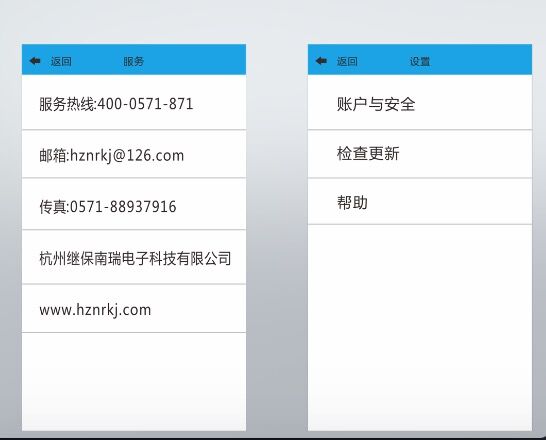 返回 服务
服务热线:400-0571-871
邮箱:hznrkj@126.com
传真:0571-88937916
杭州继保南瑞电子科技有限公司
www.hznrkj.com
返回 设置
账户与安全
检查更新
帮助